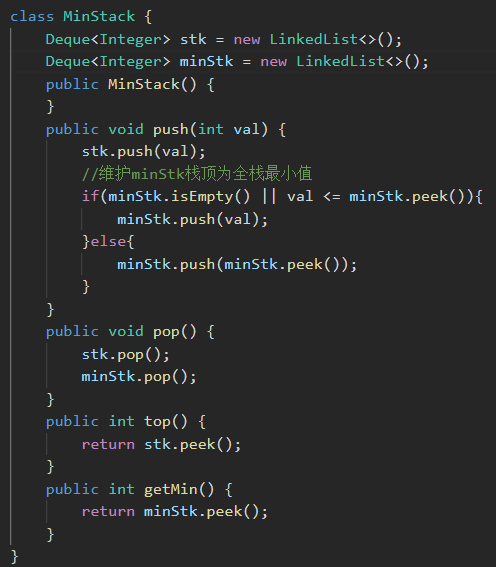 class MinStack {
    Deque<Integer> stk = new LinkedList<>();
    Deque<Integer> minStk = new LinkedList<>();
    public MinStack() {
    }
    public void push(int val) {
        stk.push(val);
        //维护minStk栈顶为全栈最小值
        if(minStk.isEmpty() || val <= minStk.peek()){
            minStk.push(val);
        }else{
            minStk.push(minStk.peek());
        }
    }
    public void pop() {
        stk.pop();
        minStk.pop();
    }
    public int top() {
        return stk.peek();
    }
    public int getMin() {
        return minStk.peek();
    }
}